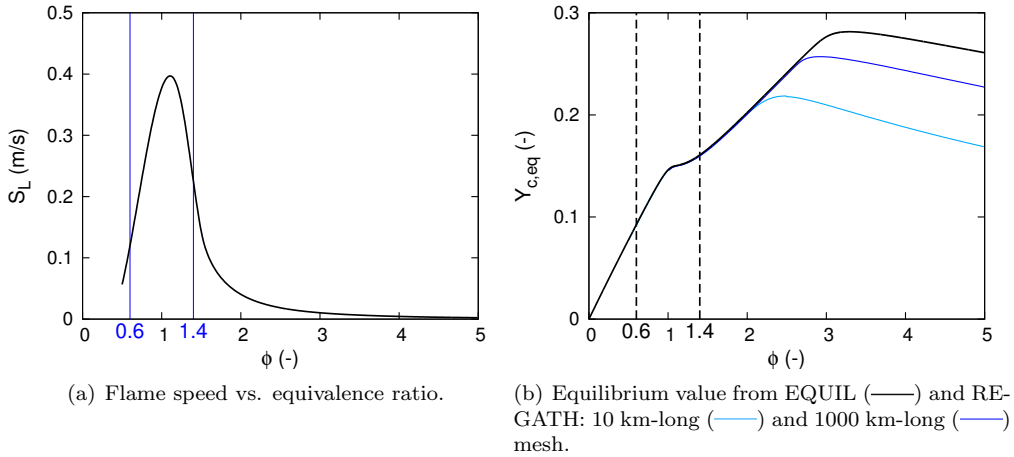 0.5
0.4
0.3
0.2
0.1
0
S_L (m/s)
0 0.6 1 1.4 2 3 4 5
ϕ (-)
(a) Flame speed vs. equivalence ratio.
0.3
0.2
0.1
0
Y_c,eq (-)
0 0.6 1 1.4 2 3 4 5
ϕ (-)
(b) Equilibrium value from EQUIL (——) and RE-
GATH: 10 km-long (——) and 1000 km-long (——)
mesh.